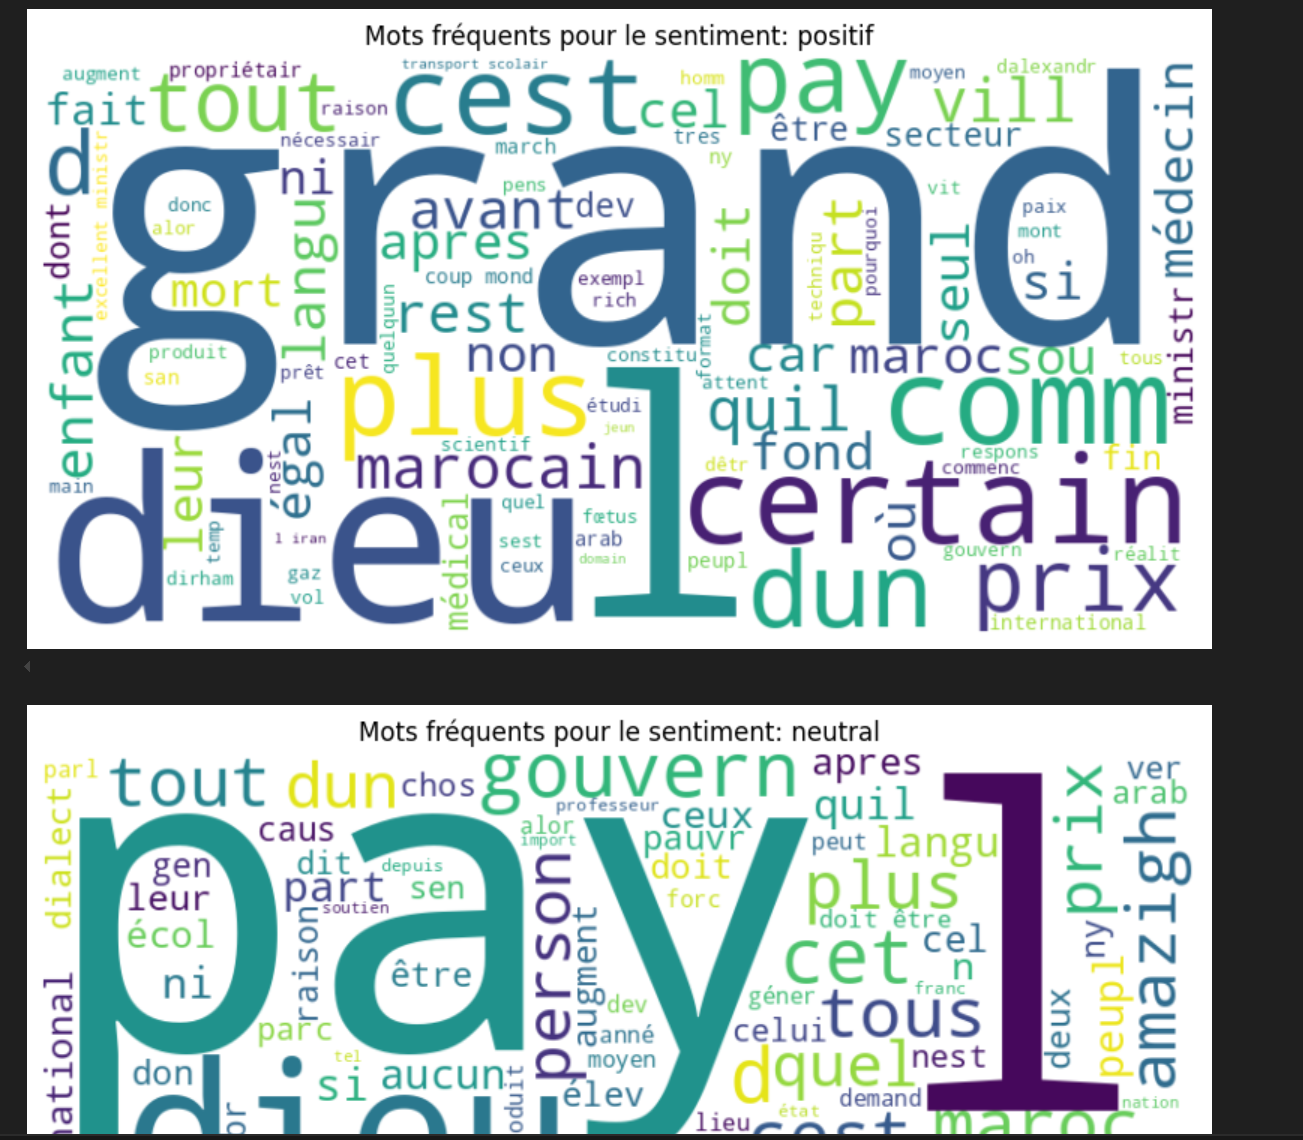 Mots fréquents pour le sentiment: positif
augment
propriétair
transport scolair
homm
pay
moyen
dalexandr
fait
tout
raison
cest
cel
vill
médecin
d
nécessair
march
tres
être
secteur
grand
ni
ny
dont
excellent ministr
donc
alor
langu
pens
avant
dev
apres
doit
part
pourquoi
techniqu
vit
seul
paix
mont
oh
si
enfant
mort
coup mond
exempl
rich
rest
quelquun
format
ministr
produit
san
prêt
cet
non
constitu
car
maroc
sou
tous
plus
étudi
jeun
attent
quil
comm
scientif
marocain
dêtr
fond
respons
commenc
fin
main
leur
nest
égal
certain
où
dieu
l
temp
l iran
médical
quel
fœtus
sest
arab
ceux
domain
peupl
gouvern
réalit
dirham
gaz
vol
dun
prix
international
Mots fréquents pour le sentiment: neutral
parl
tout
dun
chos
gouvern
apres
ver
arab
dialect
professeur
ceux
quil
prix
caus
alor
import
pauvr
peut
langu
pay
gen
dit
depuis
doit
leur
part
sen
forc
plus
soutien
doit être
écol
raison
person
cet
cel
n
ny
amazigh
ni
être
augment
franc
dev
géner
tous
deux
peupl
parc
anné
celui
tel
moyen
nest
don
si
aucun
d
quel
élev
demand
nation
état
lieu
l
dieu
cest
maroc